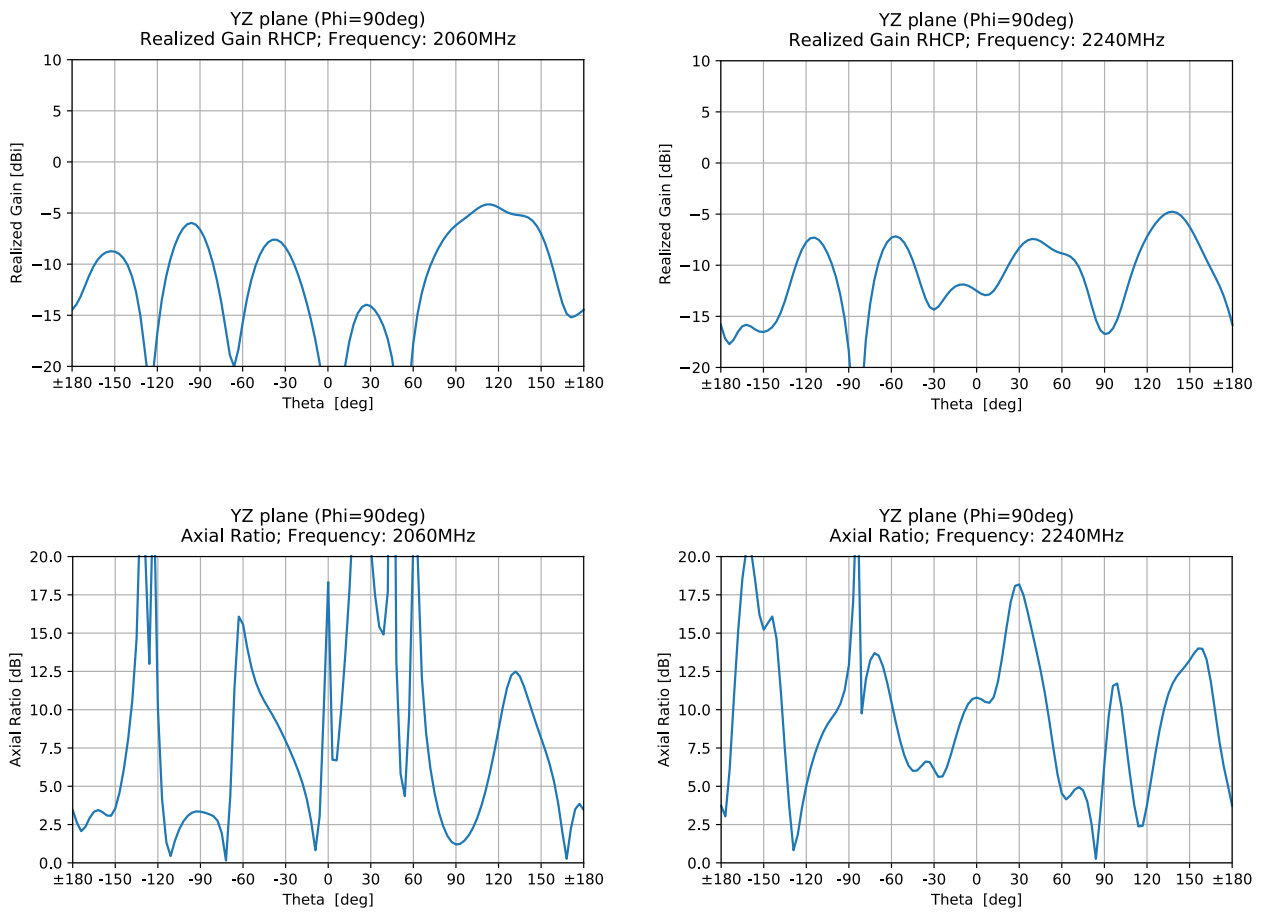 YZ plane (Phi=90deg)
Realized Gain RHCP; Frequency: 2060MHz
10
5
0
−5
−10
−15
−20
Realized Gain [dBi]
±180 -150 -120 -90 -60 -30 0 30 60 90 120 150 ±180
Theta [deg]
YZ plane (Phi=90deg)
Realized Gain RHCP; Frequency: 2240MHz
10
5
0
−5
−10
−15
−20
Realized Gain [dBi]
±180 -150 -120 -90 -60 -30 0 30 60 90 120 150 ±180
Theta [deg]
YZ plane (Phi=90deg)
Axial Ratio; Frequency: 2060MHz
20.0
17.5
15.0
12.5
10.0
7.5
5.0
2.5
0.0
Axial Ratio [dB]
±180 -150 -120 -90 -60 -30 0 30 60 90 120 150 ±180
Theta [deg]
YZ plane (Phi=90deg)
Axial Ratio; Frequency: 2240MHz
20.0
17.5
15.0
12.5
10.0
7.5
5.0
2.5
0.0
Axial Ratio [dB]
±180 -150 -120 -90 -60 -30 0 30 60 90 120 150 ±180
Theta [deg]